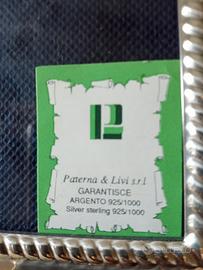 Paterna & Livi s.r.l
GARANTISCE
ARGENTO 925/1000
Silver sterling 925/1000